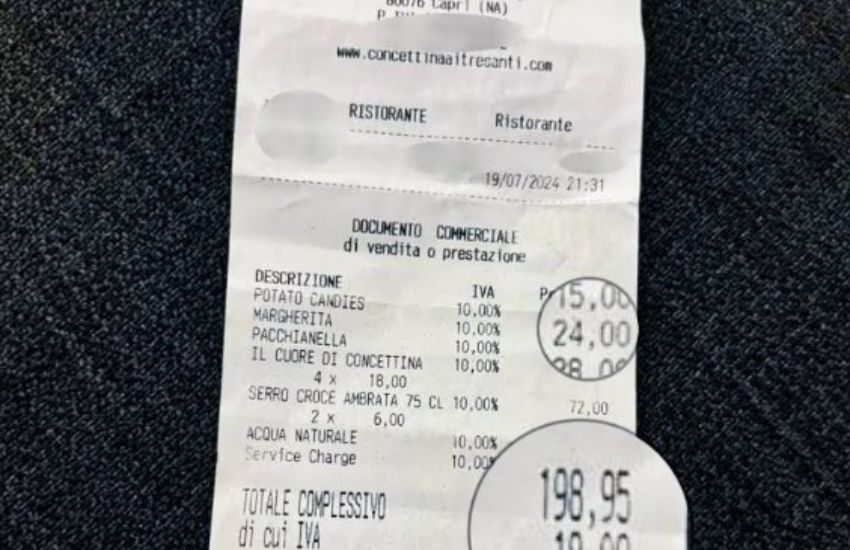 80076 Capri (NA)
www.concettinaaitresanti.com
RISTORANTE Ristorante
19/07/2024 21:31
DOCUMENTO COMMERCIALE
di vendita o prestazione
DESCRIZIONE IVA
POTATO CANDIES 10,00% 15,00
MARGHERITA 10,00% 24,00
PACCHIANELLA 10,00% 28,00
IL CUORE DI CONCETTINA 10,00%
4 x 18,00
SERRO CROCE AMBRATA 75 CL 10,00% 72,00
2 x 6,00
ACQUA NATURALE 10,00%
Service Charge 10,00%
TOTALE COMPLESSIVO 198,95
di cui IVA